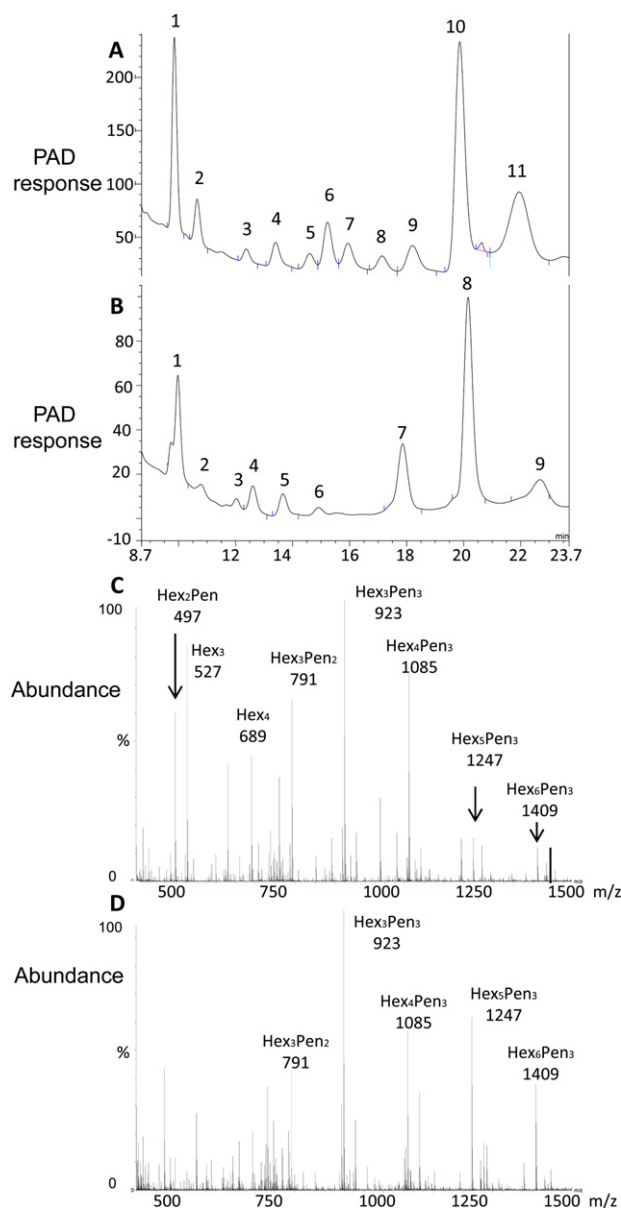 A
1
10
200
150
100
50
PAD
response
2
3
4
5
6
7
8
9
11
B
80
60
40
20
-10
PAD
response
1
2
3
4
5
6
7
8
9
min
8.7 12 14 16 18 20 22 23.7
C
100
Abundance
%
0
Hex₂Pen
497
Hex₃
527
Hex₄
689
Hex₃Pen₂
791
Hex₃Pen₃
923
Hex₄Pen₃
1085
Hex₅Pen₃
1247
Hex₆Pen₃
1409
500 750 1000 1250 1500 m/z
D
100
Abundance
%
0
Hex₃Pen₂
791
Hex₃Pen₃
923
Hex₄Pen₃
1085
Hex₅Pen₃
1247
Hex₆Pen₃
1409
500 750 1000 1250 1500 m/z